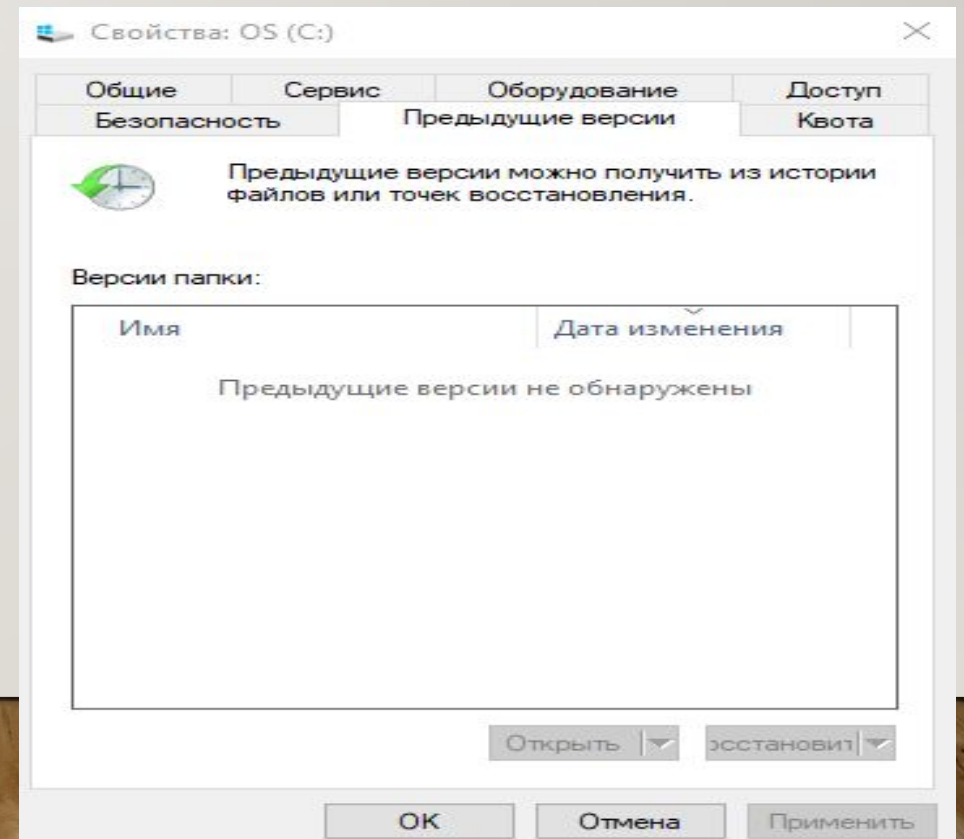 Свойства: OS (C:)
Общие Сервис Оборудование Доступ
Безопасность Предыдущие версии Квота
Предыдущие версии можно получить из истории
файлов или точек восстановления.
Версии папки:
Имя Дата изменения
Предыдущие версии не обнаружены
Открыть осстановит
OK Отмена Применить